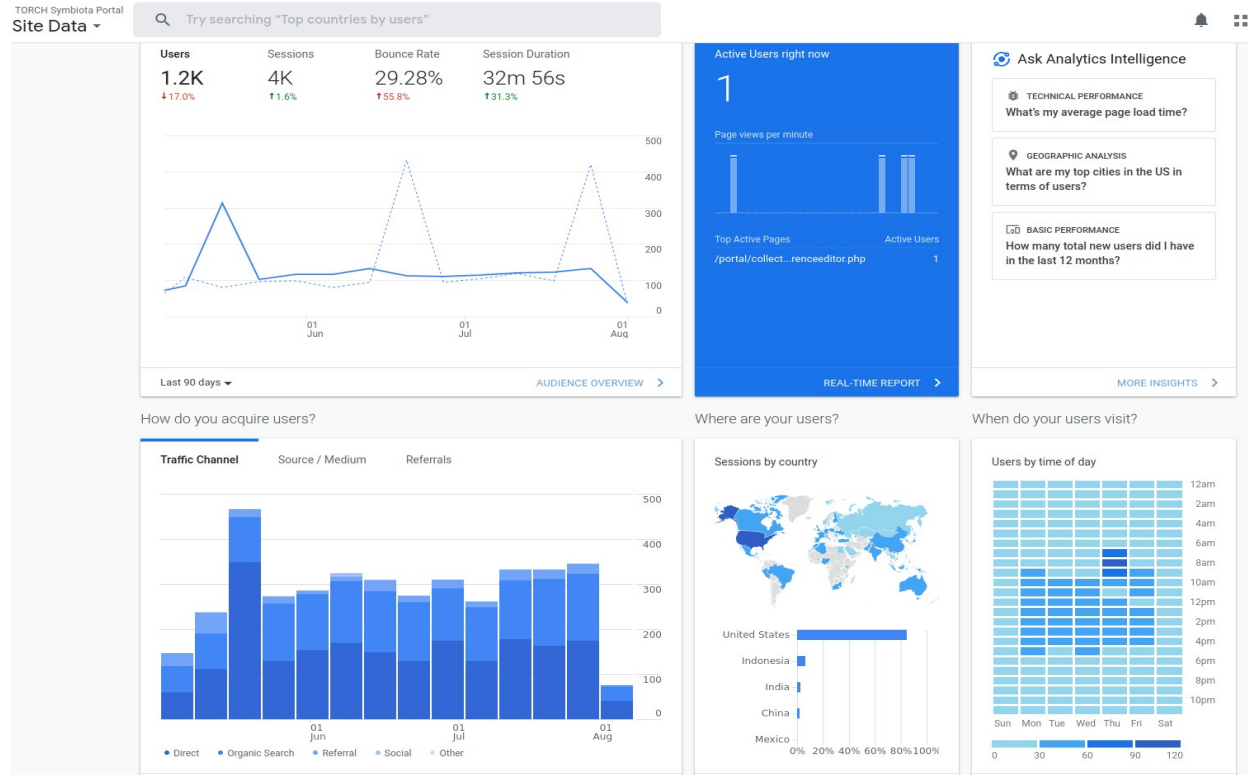 TORCH Symbiota Portal
Site Data
Try searching “Top countries by users”
Users Sessions Bounce Rate Session Duration
1.2K 4K 29.28% 32m 56s
↓17.0% ↑1.6% ↑55.8% ↑31.3%
500
400
300
200
100
0
01 01 01
Jun Jul Aug
Last 90 days AUDIENCE OVERVIEW >
Active Users right now
1
Page views per minute
Top Active Pages Active Users
/portal/collect...renceeditor.php 1
REAL-TIME REPORT >
Ask Analytics Intelligence
TECHNICAL PERFORMANCE
What's my average page load time?
GEOGRAPHIC ANALYSIS
What are my top cities in the US in
terms of users?
BASIC PERFORMANCE
How many total new users did I have
in the last 12 months?
MORE INSIGHTS >
How do you acquire users?
Traffic Channel Source / Medium Referrals
500
400
300
200
100
0
01 01 01
Jun Jul Aug
• Direct • Organic Search • Referral • Social • Other
Where are your users?
Sessions by country
United States
Indonesia
India
China
Mexico
0% 20% 40% 60% 80% 100%
When do your users visit?
Users by time of day
12am
2am
4am
6am
8am
10am
12pm
2pm
4pm
6pm
8pm
10pm
Sun Mon Tue Wed Thu Fri Sat
0 30 60 90 120